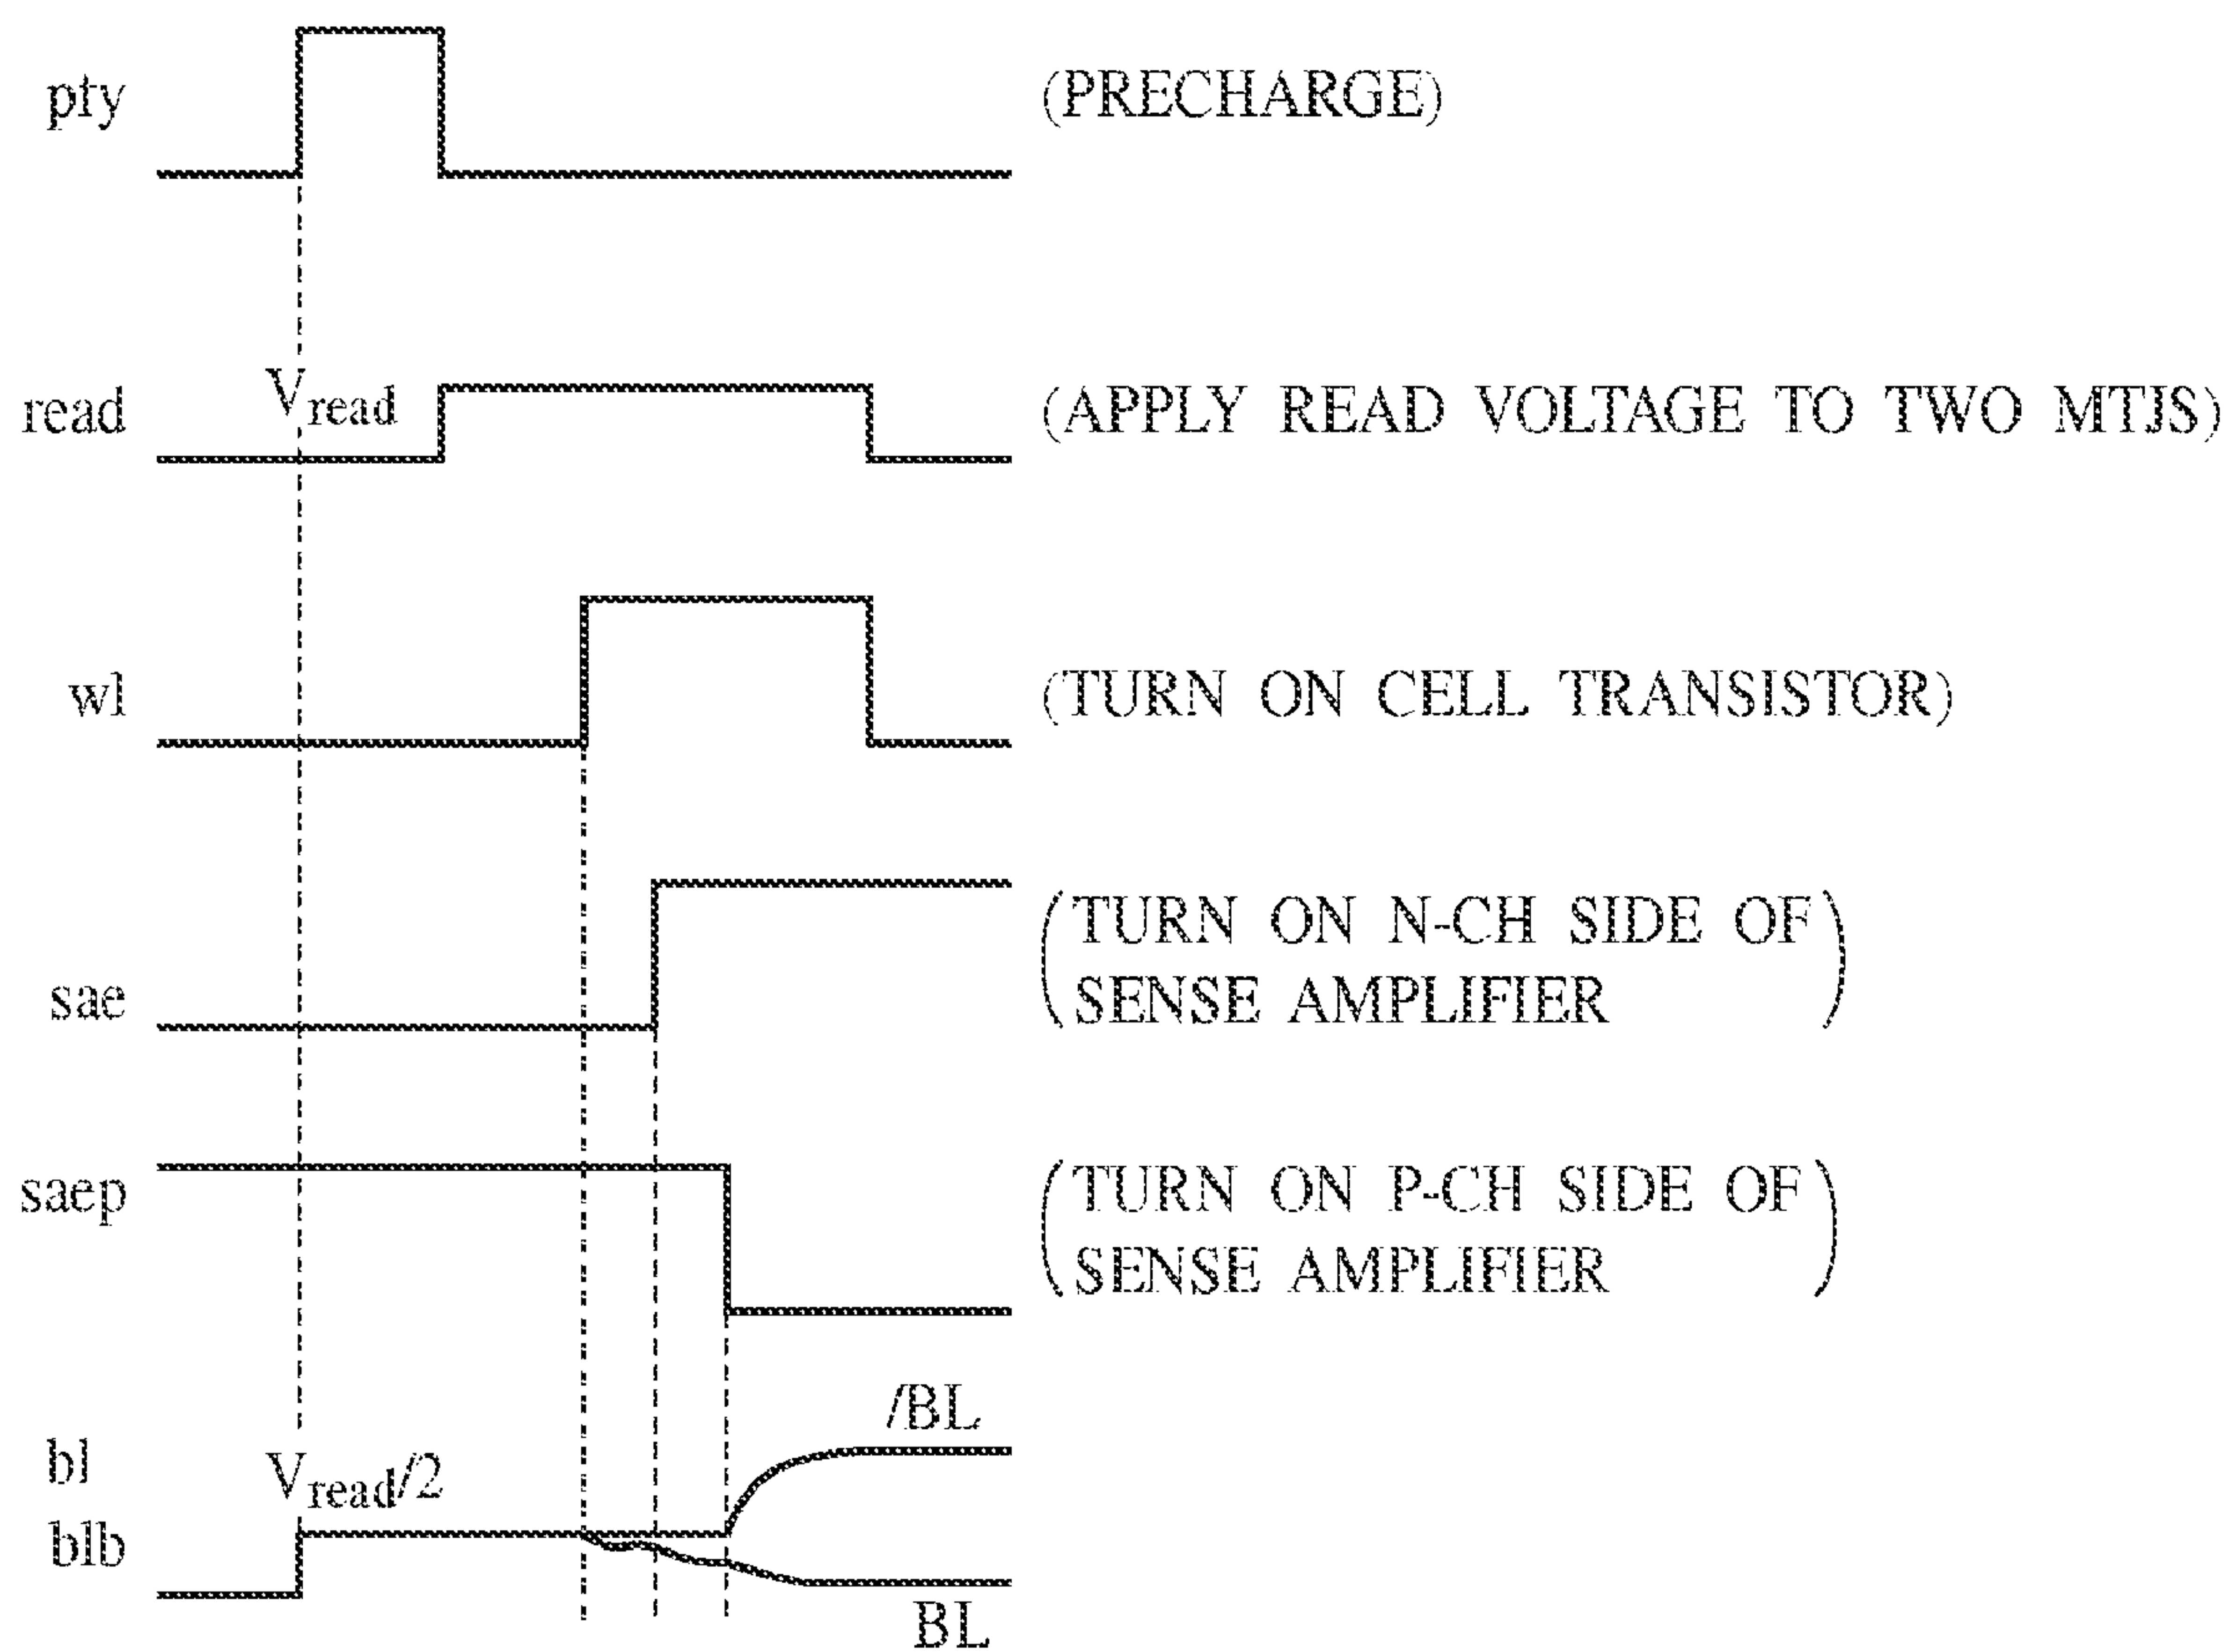 pty (PRECHARGE)
read Vread (APPLY READ VOLTAGE TO TWO MTJS)
wl (TURN ON CELL TRANSISTOR)
sae (TURN ON N-CH SIDE OF
SENSE AMPLIFIER)
saep (TURN ON P-CH SIDE OF
SENSE AMPLIFIER)
/BL
bl Vread/2
blb
BL